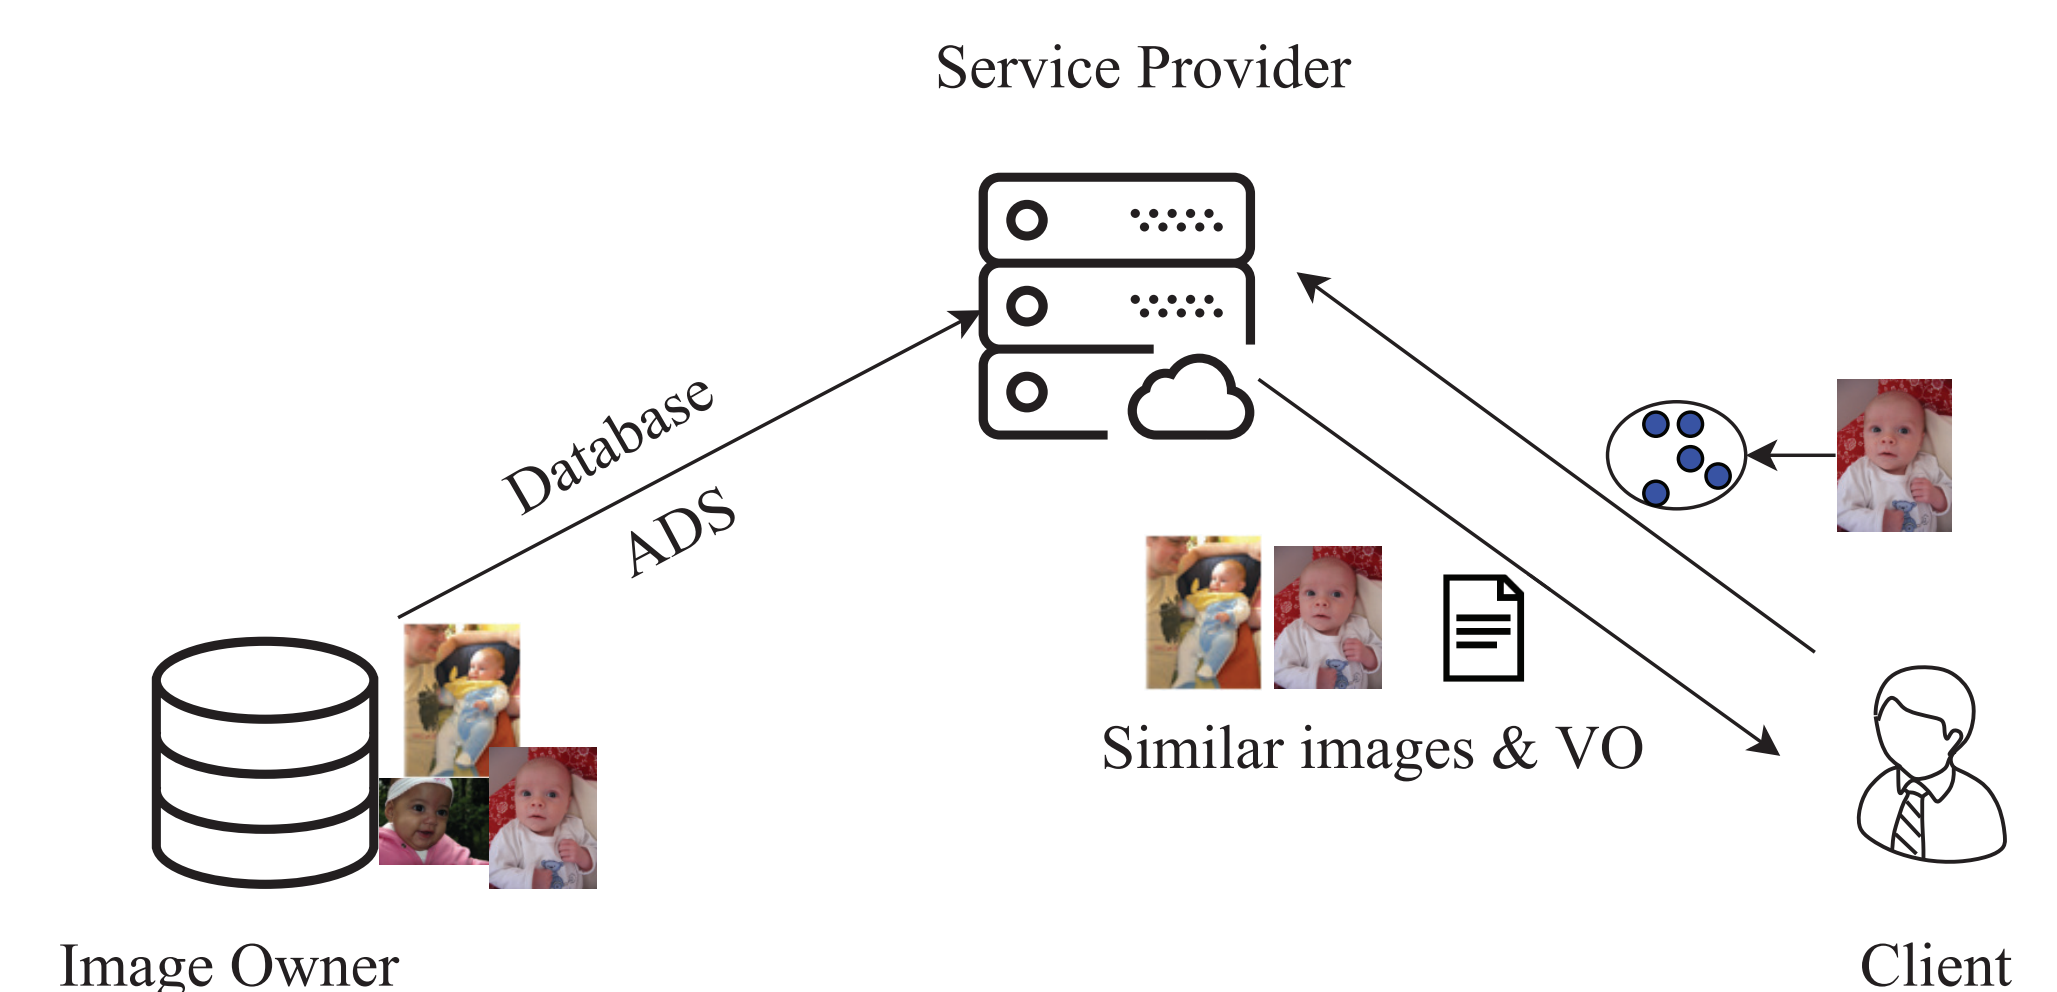 Service Provider
Database
ADS
Similar images & VO
Image Owner
Client